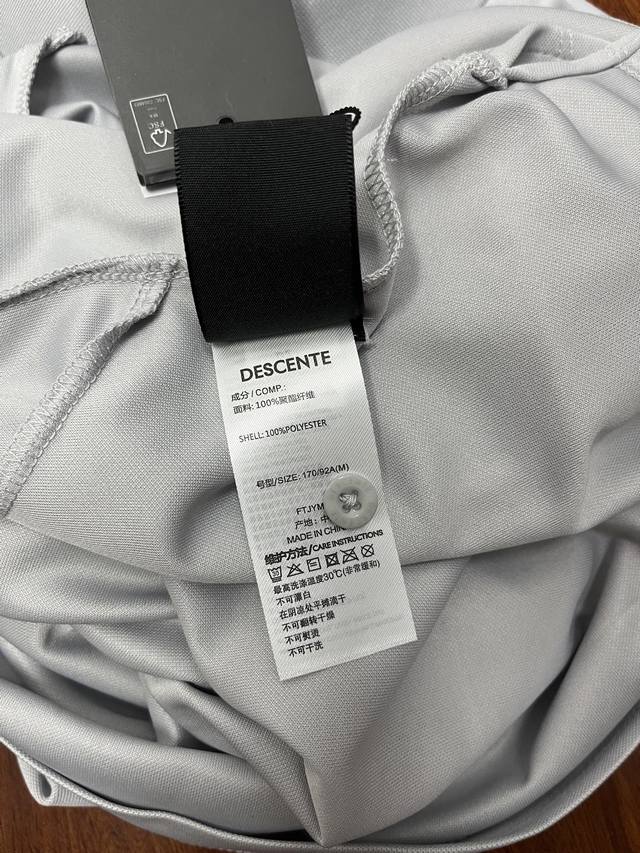 FSC
MIX
DESCENTE
成分 / COMP.:
面料: 100%聚酯纤维
SHELL: 100%POLYESTER
号型/SIZE: 170/92A(M)
产地:
MADE IN
维护方法/CARE INSTRUCTIONS
最高洗涤温度30℃(非常缓和)
不可漂白
在阴凉处平摊滴干
不可翻转干燥
不可熨烫
不可干洗